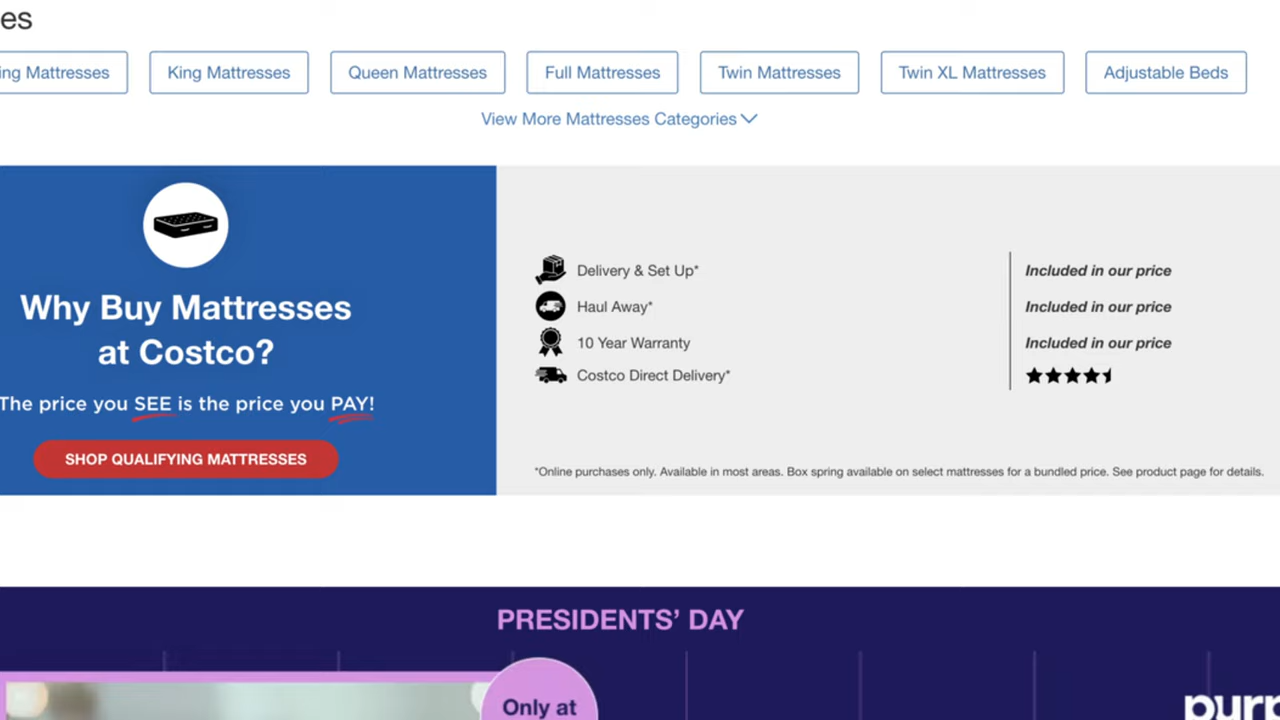 es
ing Mattresses
King Mattresses
Queen Mattresses
Full Mattresses
Twin Mattresses
Twin XL Mattresses
Adjustable Beds
View More Mattresses Categories
Why Buy Mattresses
at Costco?
The price you SEE is the price you PAY!
SHOP QUALIFYING MATTRESSES
Delivery & Set Up* Included in our price
Haul Away* Included in our price
10 Year Warranty Included in our price
Costco Direct Delivery*
*Online purchases only. Available in most areas. Box spring available on select mattresses for a bundled price. See product page for details.
PRESIDENTS' DAY
Only at
purp